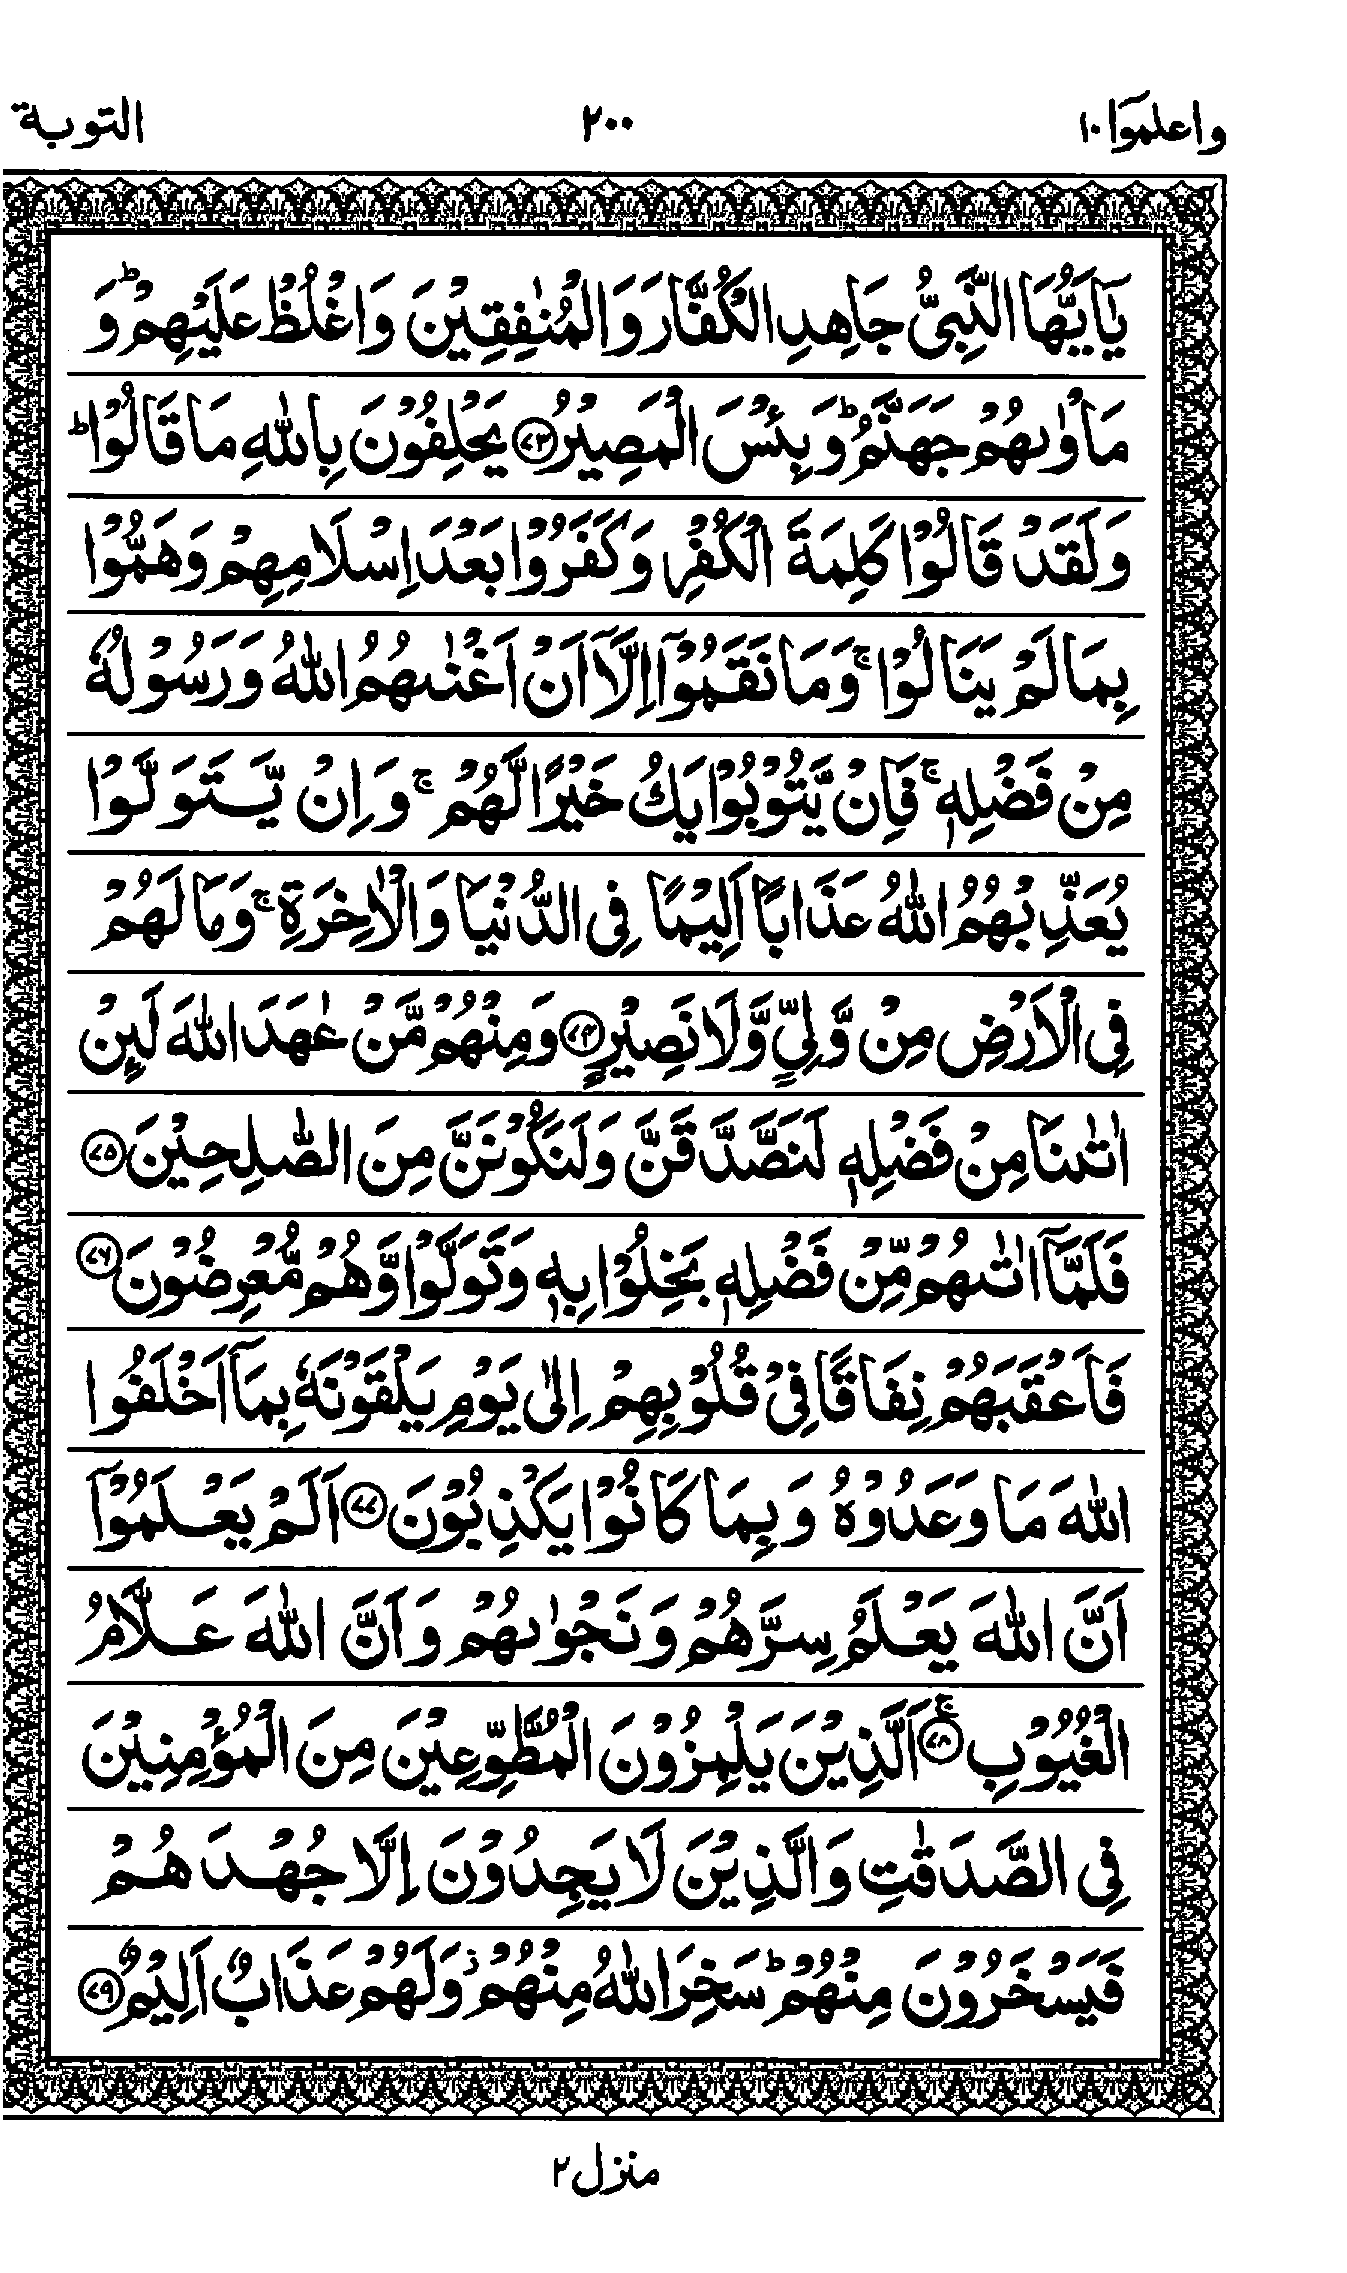 واعلموا ١٠ ٢٠٠ التوبة
يٰۤاَيُّهَا النَّبِىُّ جَاهِدِ الْكُفَّارَ وَالْمُنٰفِقِيْنَ وَاغْلُظْ عَلَيْهِمْ ؕ وَ
مَاْوٰىهُمْ جَهَنَّمُ ؕ وَبِئْسَ الْمَصِيْرُ ﴿٧٣﴾ يَحْلِفُوْنَ بِاللّٰهِ مَا قَالُوْا ؕ
وَلَقَدْ قَالُوْا كَلِمَةَ الْكُفْرِ وَكَفَرُوْا بَعْدَ اِسْلَامِهِمْ وَهَمُّوْا
بِمَا لَمْ يَنَالُوْا ۚ وَمَا نَقَمُوْۤا اِلَّاۤ اَنْ اَغْنٰىهُمُ اللّٰهُ وَرَسُوْلُهٗ
مِنْ فَضْلِهٖ ۚ فَاِنْ يَّتُوْبُوْا يَكُ خَيْرًا لَّهُمْ ۚ وَاِنْ يَّتَوَلَّوْا
يُعَذِّبْهُمُ اللّٰهُ عَذَابًا اَلِيْمًا فِى الدُّنْيَا وَالْاٰخِرَةِ ۚ وَمَا لَهُمْ
فِى الْاَرْضِ مِنْ وَّلِىٍّ وَّلَا نَصِيْرٍ ﴿٧٤﴾ وَمِنْهُمْ مَّنْ عٰهَدَ اللّٰهَ لَئِنْ
اٰتٰىنَا مِنْ فَضْلِهٖ لَنَصَّدَّقَنَّ وَلَنَكُوْنَنَّ مِنَ الصّٰلِحِيْنَ ﴿٧٥﴾
فَلَمَّاۤ اٰتٰىهُمْ مِّنْ فَضْلِهٖ بَخِلُوْا بِهٖ وَتَوَلَّوْا وَّهُمْ مُّعْرِضُوْنَ ﴿٧٦﴾
فَاَعْقَبَهُمْ نِفَاقًا فِىْ قُلُوْبِهِمْ اِلٰى يَوْمِ يَلْقَوْنَهٗ بِمَاۤ اَخْلَفُوا
اللّٰهَ مَا وَعَدُوْهُ وَبِمَا كَانُوْا يَكْذِبُوْنَ ﴿٧٧﴾ اَلَمْ يَعْلَمُوْۤا
اَنَّ اللّٰهَ يَعْلَمُ سِرَّهُمْ وَنَجْوٰىهُمْ وَاَنَّ اللّٰهَ عَلَّامُ
الْغُيُوْبِ ﴿٧٨﴾ ۚ اَلَّذِيْنَ يَلْمِزُوْنَ الْمُطَّوِّعِيْنَ مِنَ الْمُؤْمِنِيْنَ
فِى الصَّدَقٰتِ وَالَّذِيْنَ لَا يَجِدُوْنَ اِلَّا جُهْدَهُمْ
فَيَسْخَرُوْنَ مِنْهُمْ ؕ سَخِرَ اللّٰهُ مِنْهُمْ ز وَلَهُمْ عَذَابٌ اَلِيْمٌ ﴿٧٩﴾
منزل ٢